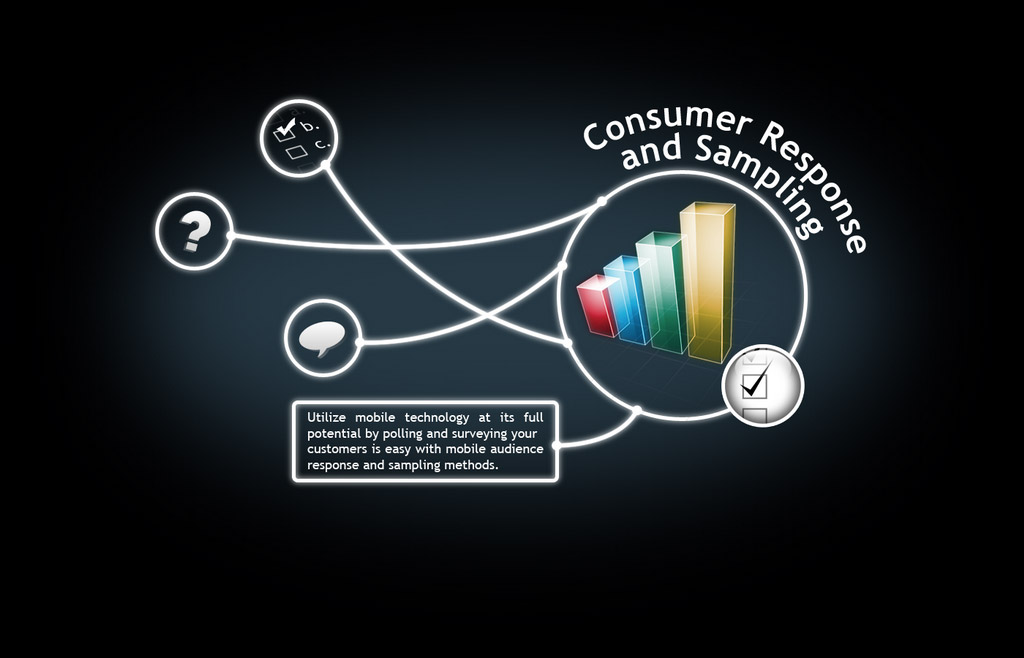 b.
c.
Consumer Response
and Sampling
?
Utilize mobile technology at its full
potential by polling and surveying your
customers is easy with mobile audience
response and sampling methods.